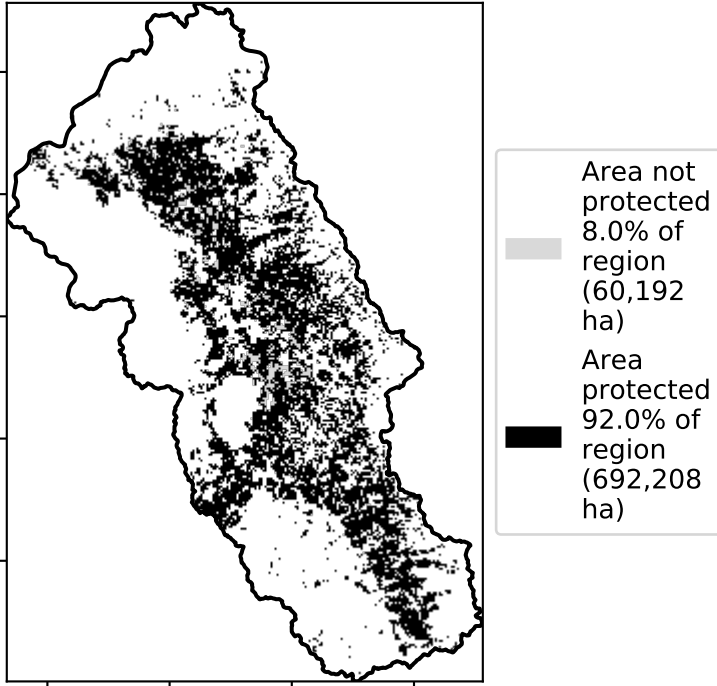 Area not
protected
8.0% of
region
(60,192
ha)
Area
protected
92.0% of
region
(692,208
ha)